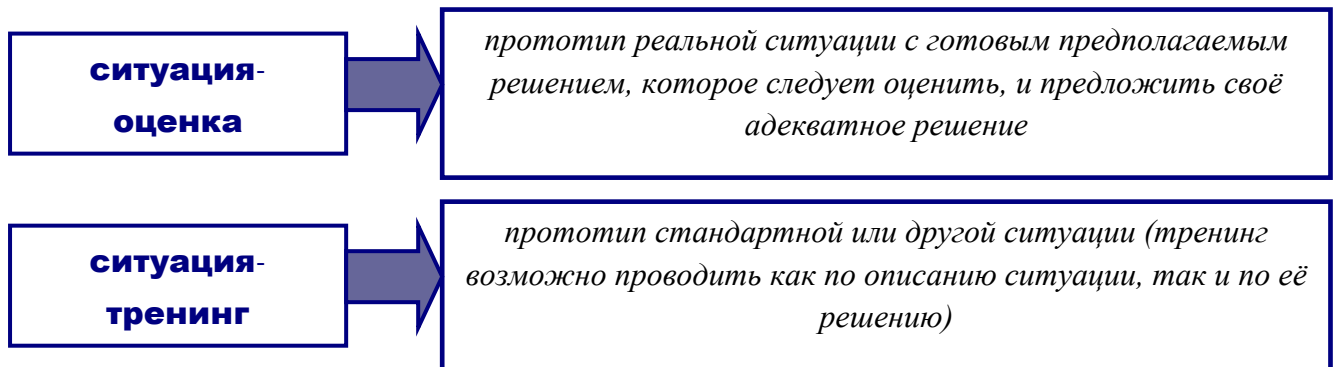 ситуация-
оценка
прототип реальной ситуации с готовым предполагаемым
решением, которое следует оценить, и предложить своё
адекватное решение
ситуация-
тренинг
прототип стандартной или другой ситуации (тренинг
возможно проводить как по описанию ситуации, так и по её
решению)